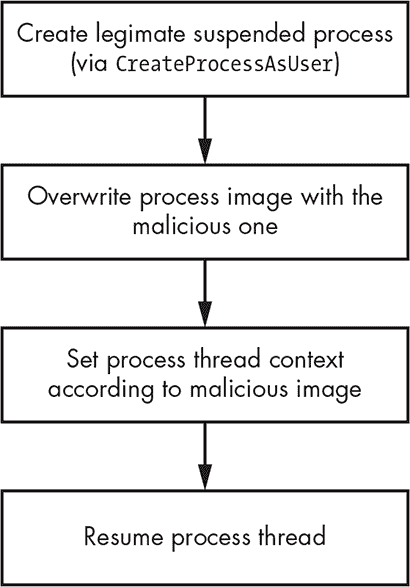 Create legimate suspended process
(via CreateProcessAsUser)
Overwrite process image with the
malicious one
Set process thread context
according to malicious image
Resume process thread